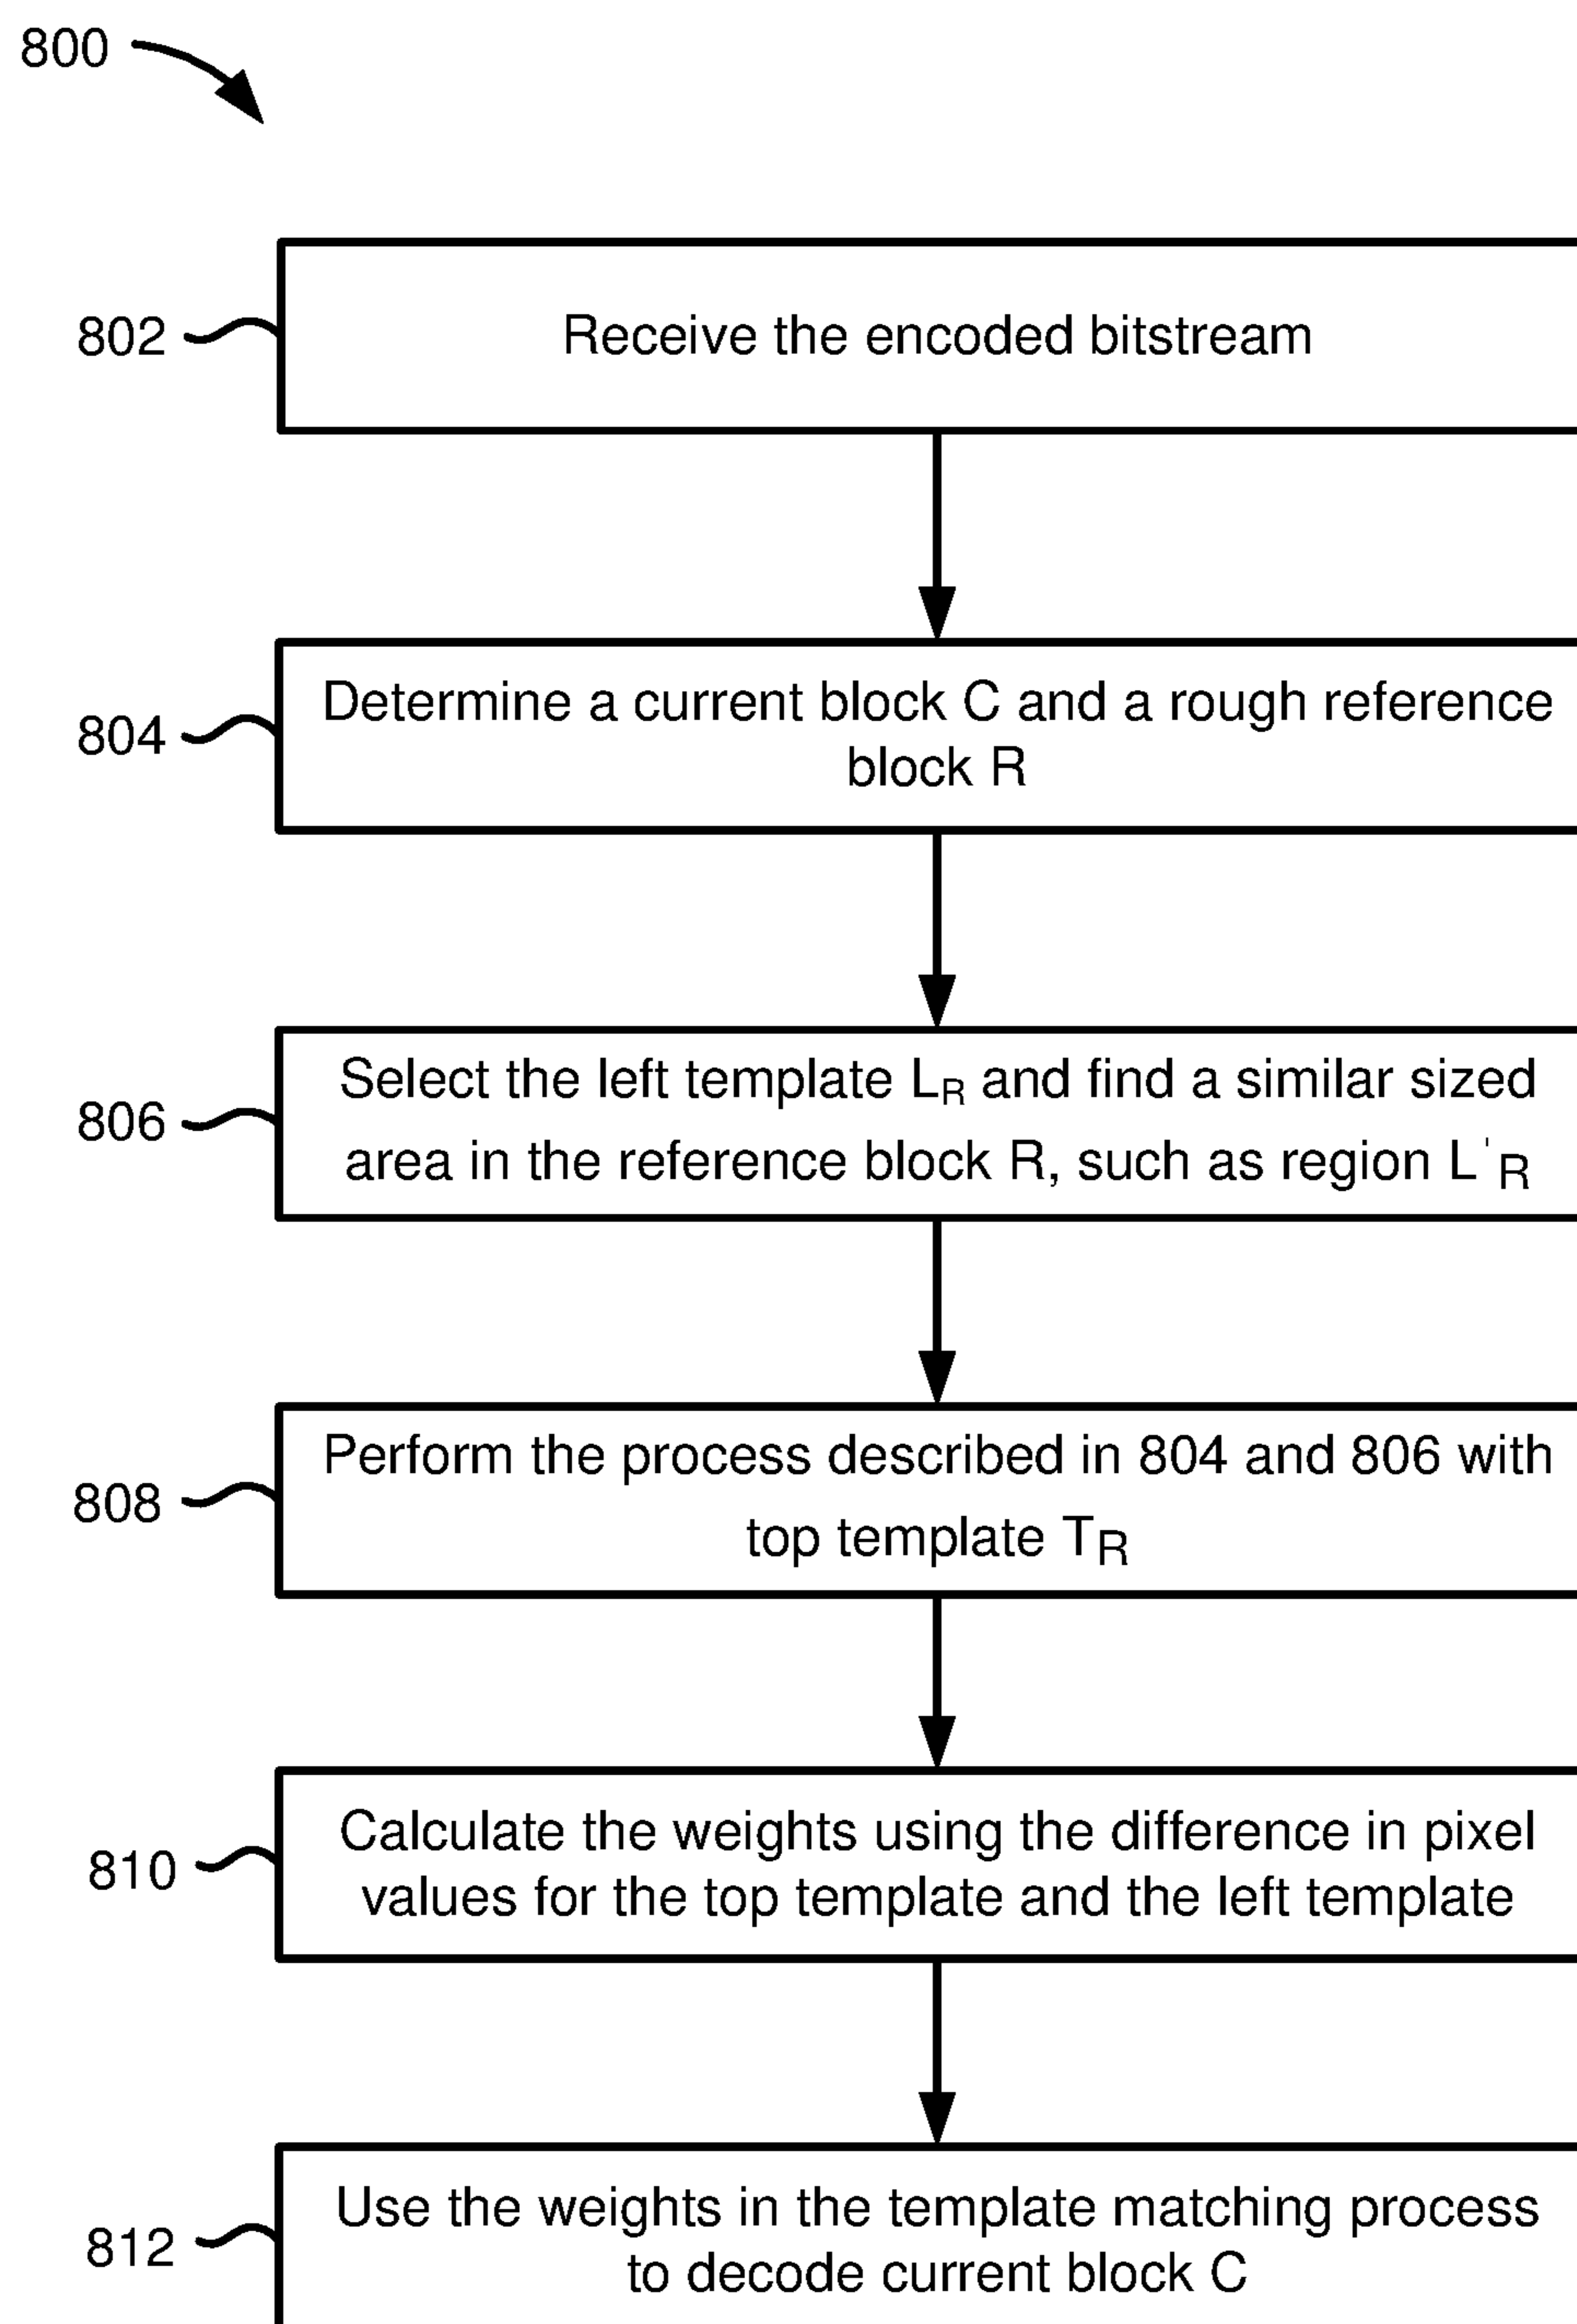 800
802
Receive the encoded bitstream
804
Determine a current block C and a rough reference
block R
806
Select the left template L_R and find a similar sized
area in the reference block R, such as region L'_R
808
Perform the process described in 804 and 806 with
top template T_R
810
Calculate the weights using the difference in pixel
values for the top template and the left template
812
Use the weights in the template matching process
to decode current block C